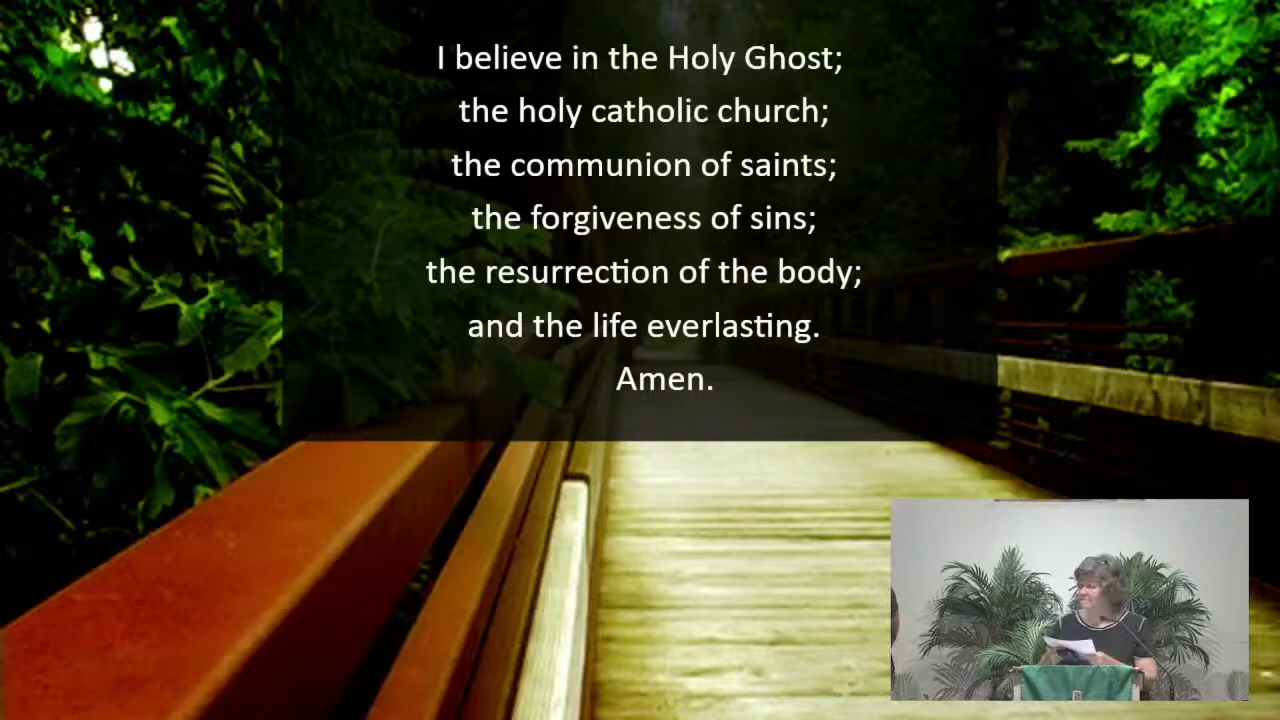 I believe in the Holy Ghost;
the holy catholic church;
the communion of saints;
the forgiveness of sins;
the resurrection of the body;
and the life everlasting.
Amen.